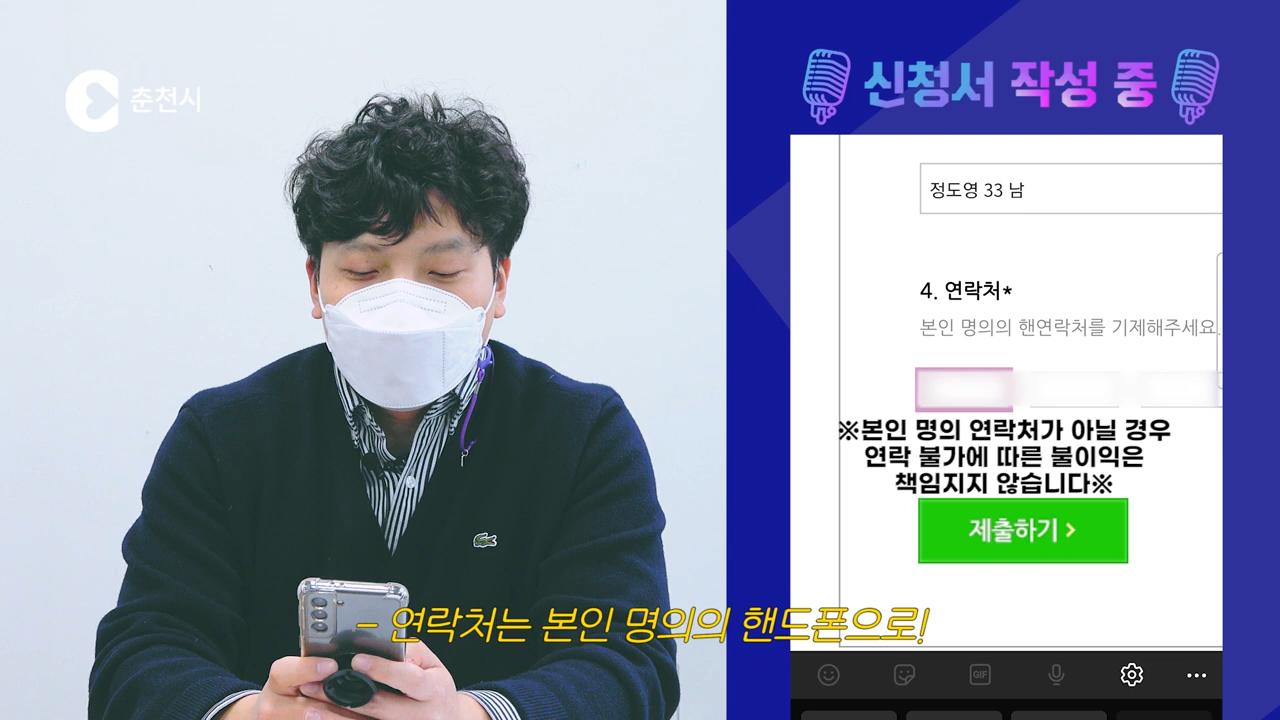 춘천시
신청서 작성 중
정도영 33 남
4. 연락처*
본인 명의의 핸연락처를 기제해주세요.
※본인 명의 연락처가 아닐 경우
연락 불가에 따른 불이익은
책임지지 않습니다※
제출하기 >
- 연락처는 본인 명의의 핸드폰으로!
GIF